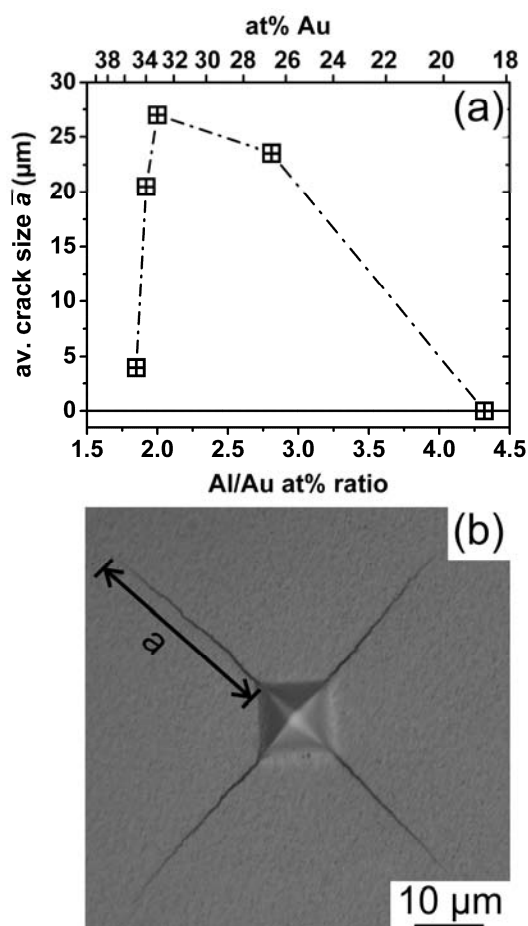 at% Au
38 36 34 32 30 28 26 24 22 20 18
(a)
av. crack size a̅ (µm)
30
25
20
15
10
5
0
1.5 2.0 2.5 3.0 3.5 4.0 4.5
Al/Au at% ratio
(b)
a
10 µm